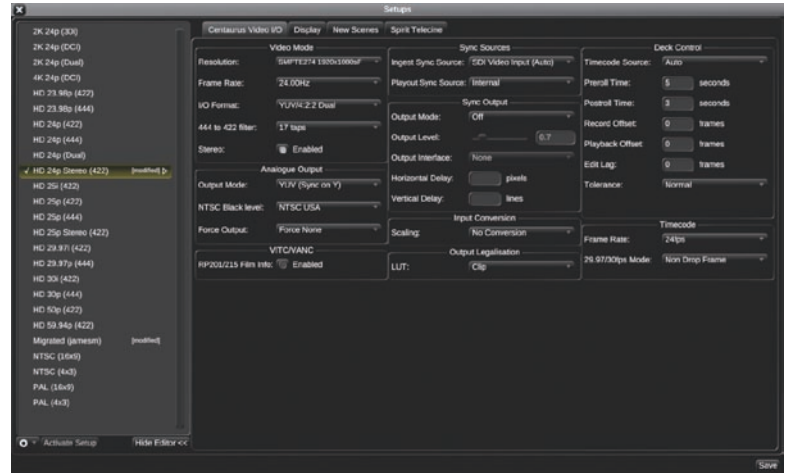 Setups
2K 24p (3D)
2K 24p (DCI)
2K 24p (Dual)
4K 24p (DCI)
HD 23.98p (422)
HD 23.98p (444)
HD 24p (422)
HD 24p (444)
HD 24p (Dual)
✓ HD 24p Stereo (422) [modified]
HD 25i (422)
HD 25p (422)
HD 25p (444)
HD 25p Stereo (422)
HD 29.97i (422)
HD 29.97p (444)
HD 30i (422)
HD 30p (444)
HD 50p (422)
HD 59.94p (422)
Migrated (jamesm) [modified]
NTSC (16x9)
NTSC (4x3)
PAL (16x9)
PAL (4x3)
Activate Setup Hide Editor <<
Centaurus Video I/O Display New Scenes Spirit Telecine
Video Mode
Resolution: SMPTE274 1920x1080sF
Frame Rate: 24.00Hz
I/O Format: YUV/4:2:2 Dual
444 to 422 filter: 17 taps
Stereo: Enabled
Analogue Output
Output Mode: YUV (Sync on Y)
NTSC Black level: NTSC USA
Force Output: Force None
VITC/VANC
RP201/215 Film Info: Enabled
Sync Sources
Ingest Sync Source: SDI Video Input (Auto)
Playout Sync Source: Internal
Sync Output
Output Mode: Off
Output Level: 0.7
Output Interface: None
Horizontal Delay: pixels
Vertical Delay: lines
Input Conversion
Scaling: No Conversion
Output Legalisation
LUT: Clip
Deck Control
Timecode Source: Auto
Preroll Time: 5 seconds
Postroll Time: 3 seconds
Record Offset: 0 frames
Playback Offset: 0 frames
Edit Lag: 0 frames
Tolerance: Normal
Timecode
Frame Rate: 24fps
29.97/30fps Mode: Non Drop Frame
Save